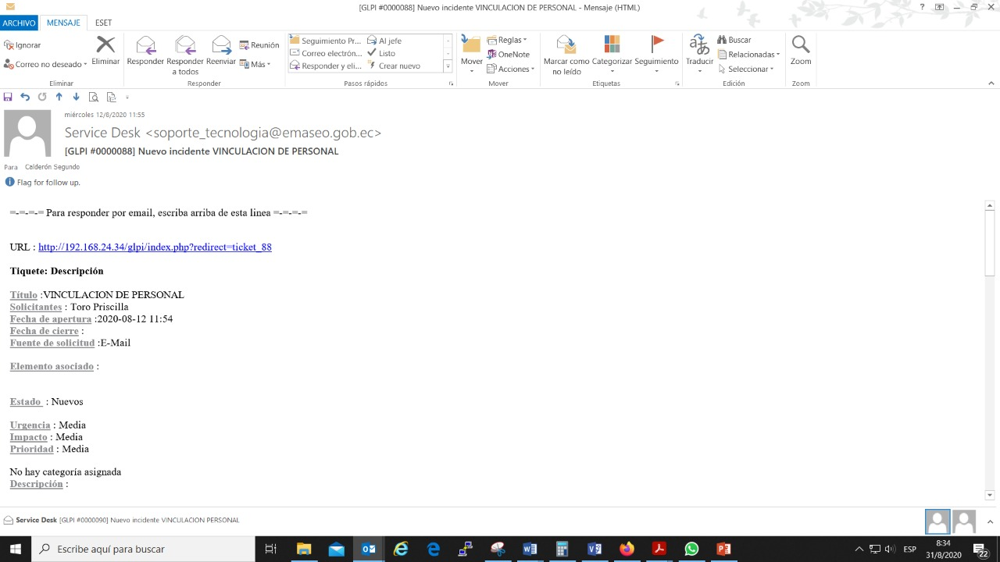 [GLPI #0000088] Nuevo incidente VINCULACION DE PERSONAL - Mensaje (HTML)
ARCHIVO MENSAJE ESET
Ignorar
Correo no deseado
Eliminar
Eliminar
Responder
Responder a todos
Reenviar
Reunión
Más
Responder
Seguimiento Pr...
Al jefe
Correo electrón...
Listo
Responder y eli...
Crear nuevo
Pasos rápidos
Mover
Reglas
OneNote
Acciones
Mover
Marcar como no leído
Categorizar
Seguimiento
Etiquetas
Traducir
Buscar
Relacionadas
Seleccionar
Edición
Zoom
Zoom
miércoles 12/8/2020 11:55
Service Desk <soporte_tecnologia@emaseo.gob.ec>
[GLPI #0000088] Nuevo incidente VINCULACION DE PERSONAL
Para Calderón Segundo
Flag for follow up.
=-=-=-= Para responder por email, escriba arriba de esta linea =-=-=-=
URL : http://192.168.24.34/glpi/index.php?redirect=ticket_88
Tiquete: Descripción
Título :VINCULACION DE PERSONAL
Solicitantes : Toro Priscilla
Fecha de apertura :2020-08-12 11:54
Fecha de cierre :
Fuente de solicitud :E-Mail
Elemento asociado :
Estado : Nuevos
Urgencia : Media
Impacto : Media
Prioridad : Media
No hay categoría asignada
Descripción :
Service Desk [GLPI #0000090] Nuevo incidente VINCULACION PERSONAL
Escribe aquí para buscar
ESP
8:34
31/8/2020
22